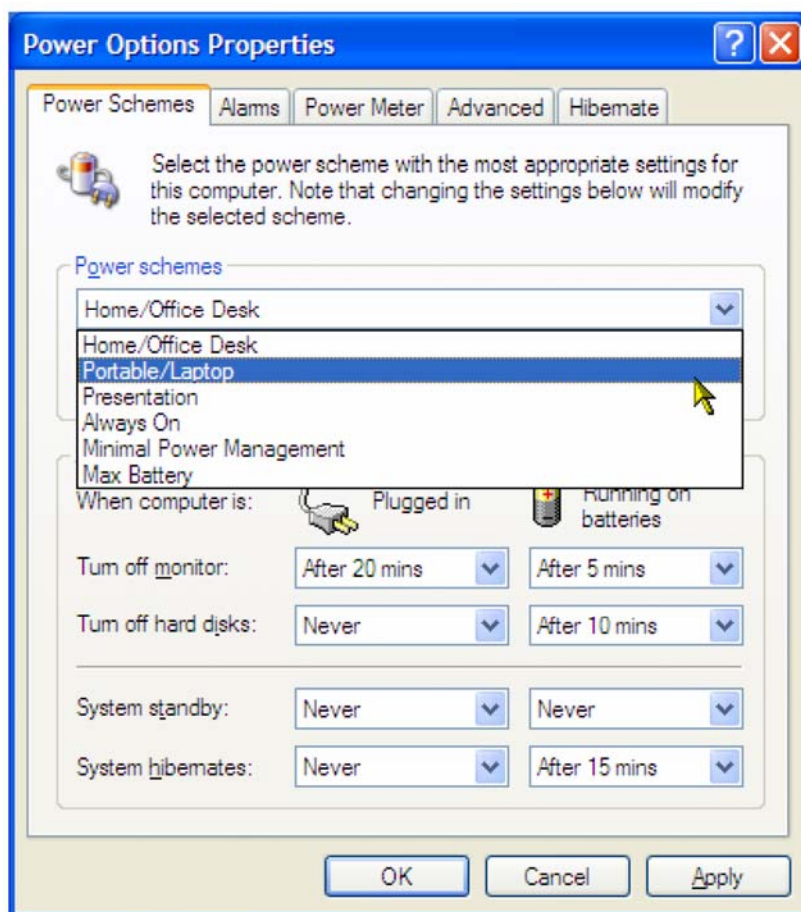 Power Options Properties
Power Schemes Alarms Power Meter Advanced Hibernate
Select the power scheme with the most appropriate settings for
this computer. Note that changing the settings below will modify
the selected scheme.
Power schemes
Home/Office Desk
Home/Office Desk
Portable/Laptop
Presentation
Always On
Minimal Power Management
Max Battery
When computer is: Plugged in Running on
batteries
Turn off monitor: After 20 mins After 5 mins
Turn off hard disks: Never After 10 mins
System standby: Never Never
System hibernates: Never After 15 mins
OK Cancel Apply